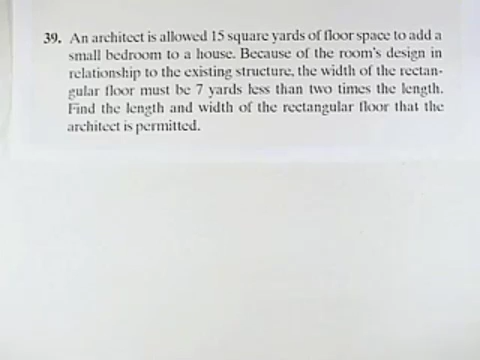 39. An architect is allowed 15 square yards of floor space to add a
small bedroom to a house. Because of the room's design in
relationship to the existing structure, the width of the rectan-
gular floor must be 7 yards less than two times the length.
Find the length and width of the rectangular floor that the
architect is permitted.